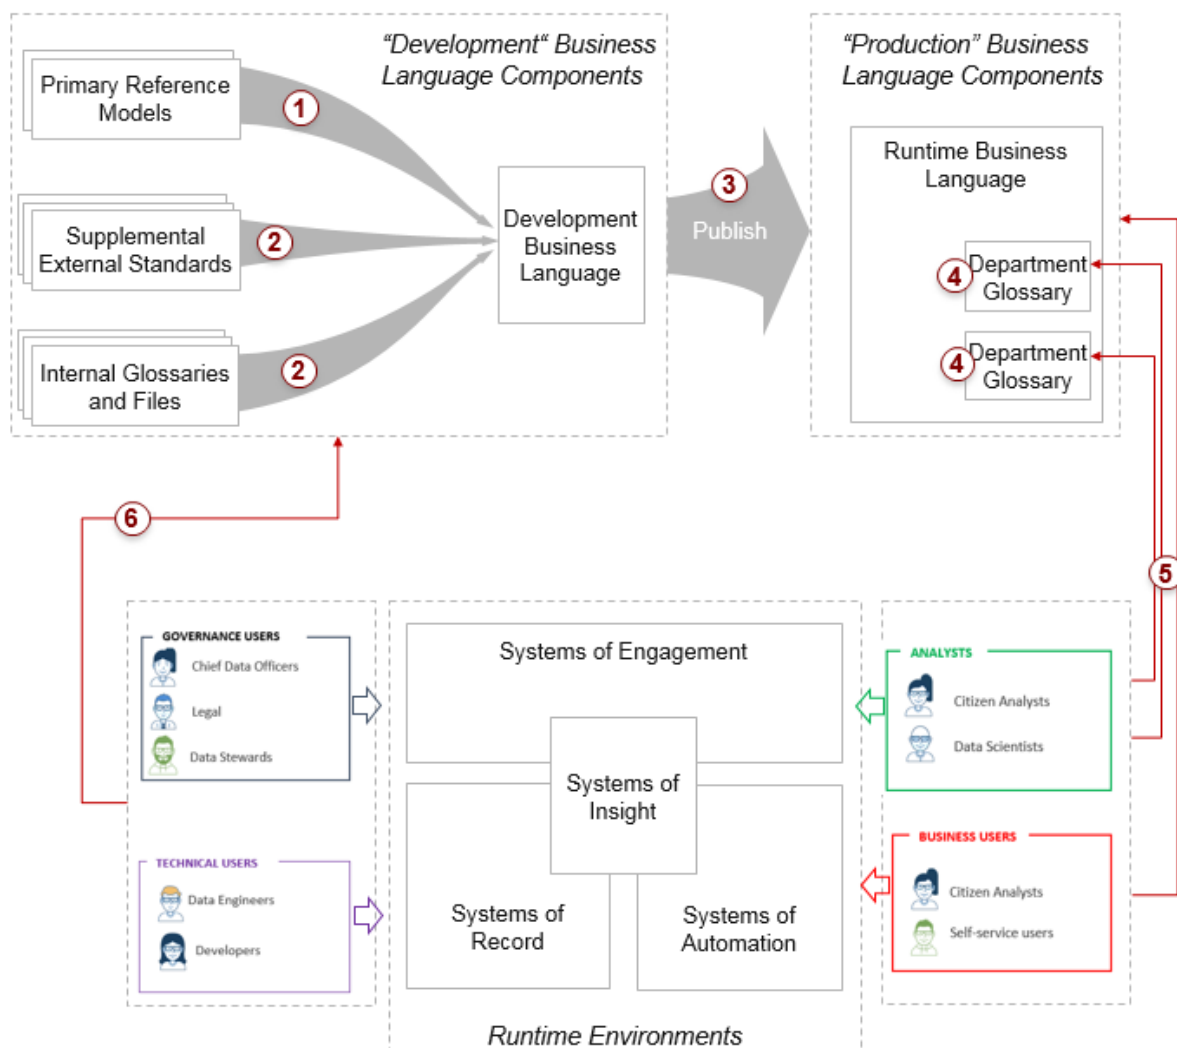 “Development“ Business
Language Components
Primary Reference
Models
1
Supplemental
External Standards
2
Internal Glossaries
and Files
2
Development
Business
Language
3
Publish
“Production” Business
Language Components
Runtime Business
Language
4
Department
Glossary
4
Department
Glossary
5
6
GOVERNANCE USERS
Chief Data Officers
Legal
Data Stewards
TECHNICAL USERS
Data Engineers
Developers
Systems of Engagement
Systems of
Insight
Systems of
Record
Systems of
Automation
Runtime Environments
ANALYSTS
Citizen Analysts
Data Scientists
BUSINESS USERS
Citizen Analysts
Self-service users